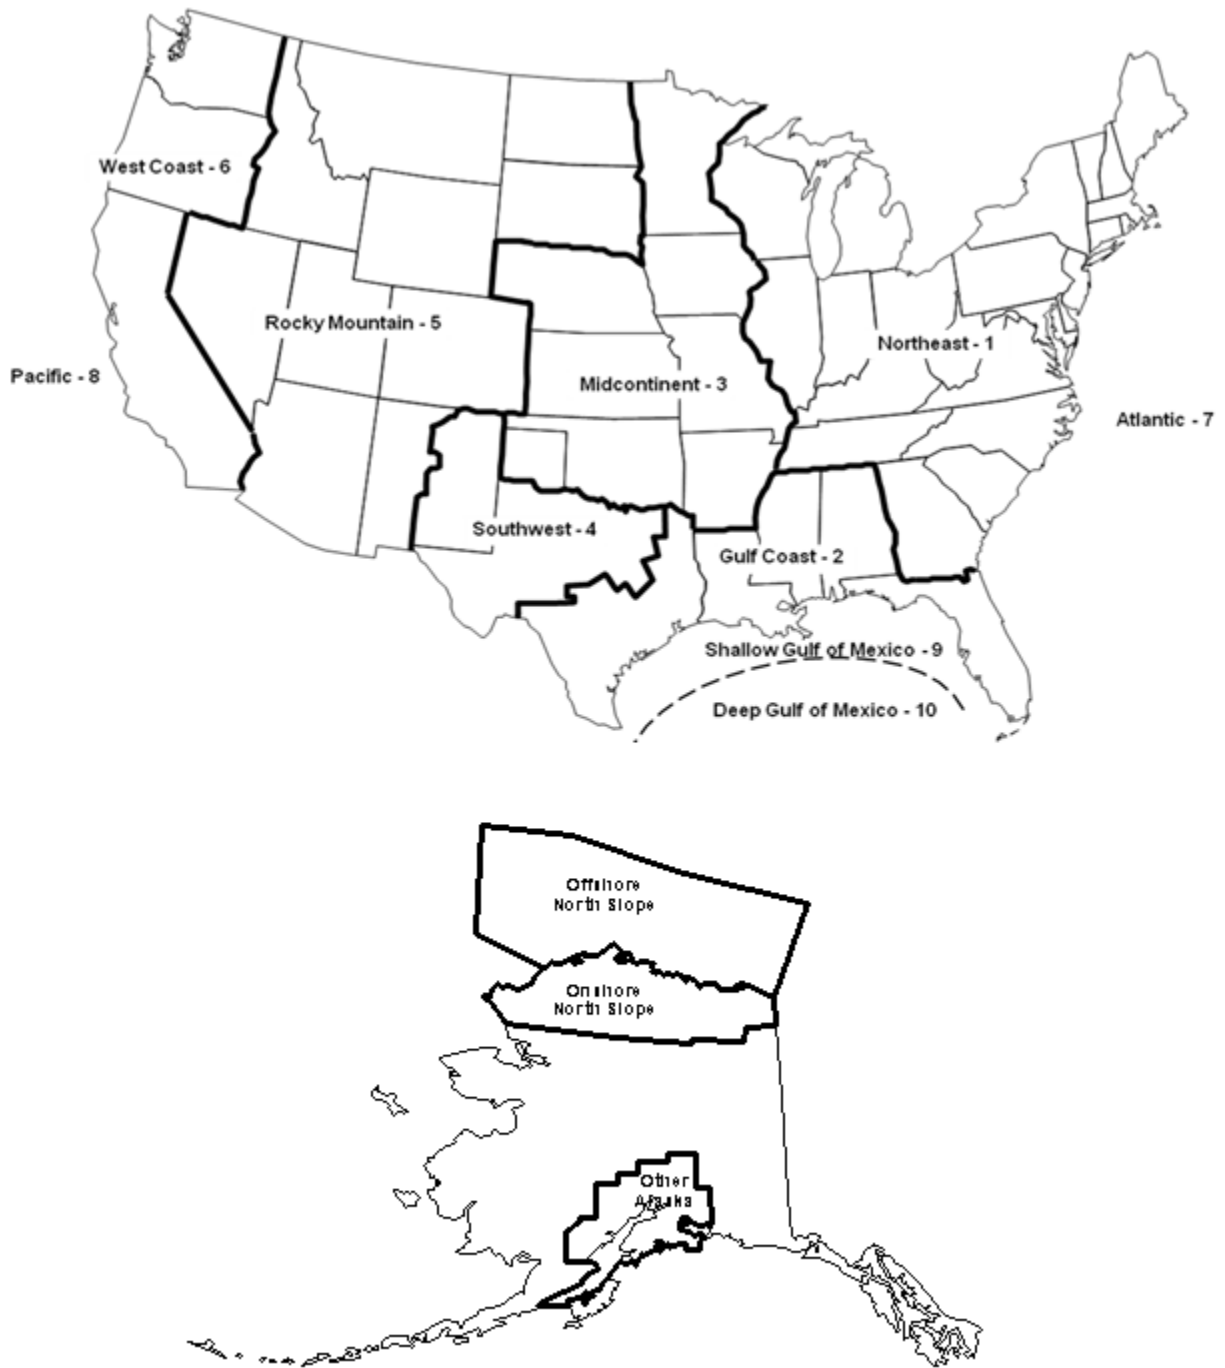 West Coast - 6
Rocky Mountain - 5
Northeast - 1
Pacific - 8
Midcontinent - 3
Atlantic - 7
Southwest - 4
Gulf Coast - 2
Shallow Gulf of Mexico - 9
Deep Gulf of Mexico - 10
Offshore
North Slope
Onshore
North Slope
Other
Alaska